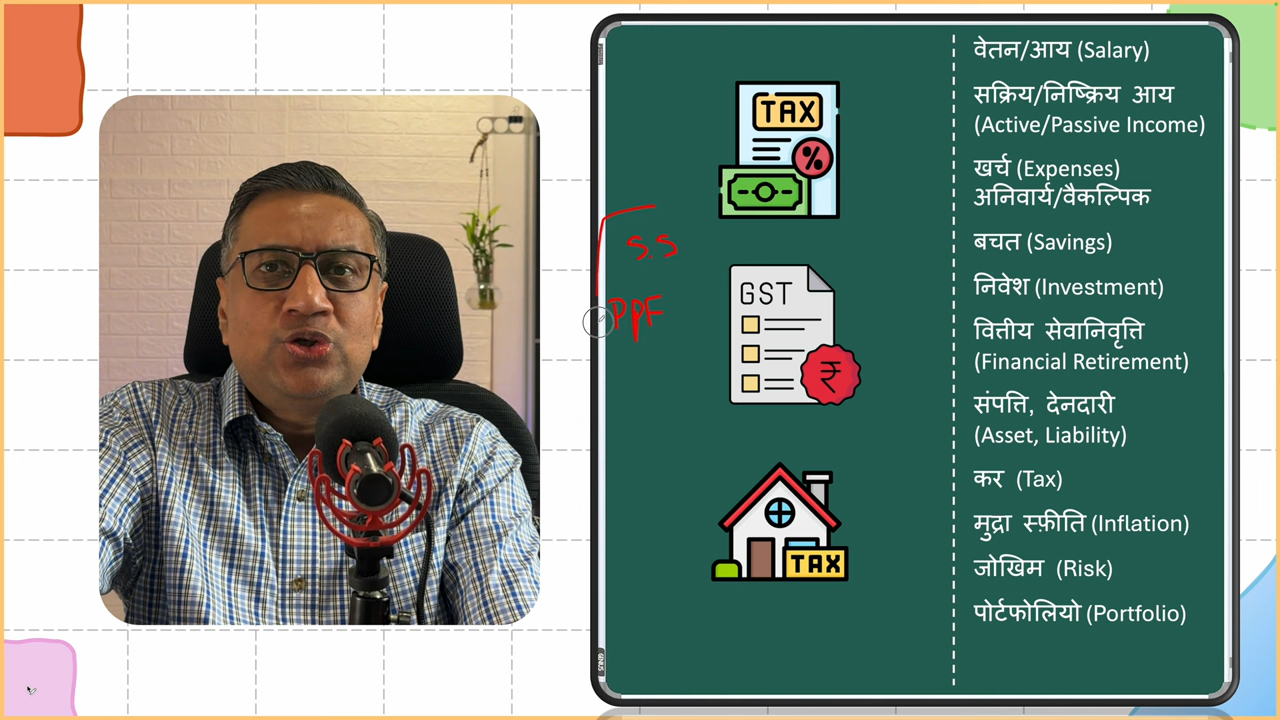 TAX
%
S.S
PPF
GST
₹
TAX
वेतन/आय (Salary)
सक्रिय/निष्क्रिय आय
(Active/Passive Income)
खर्च (Expenses)
अनिवार्य/वैकल्पिक
बचत (Savings)
निवेश (Investment)
वित्तीय सेवानिवृत्ति
(Financial Retirement)
संपत्ति, देनदारी
(Asset, Liability)
कर (Tax)
मुद्रा स्फ़ीति (Inflation)
जोखिम (Risk)
पोर्टफोलियो (Portfolio)